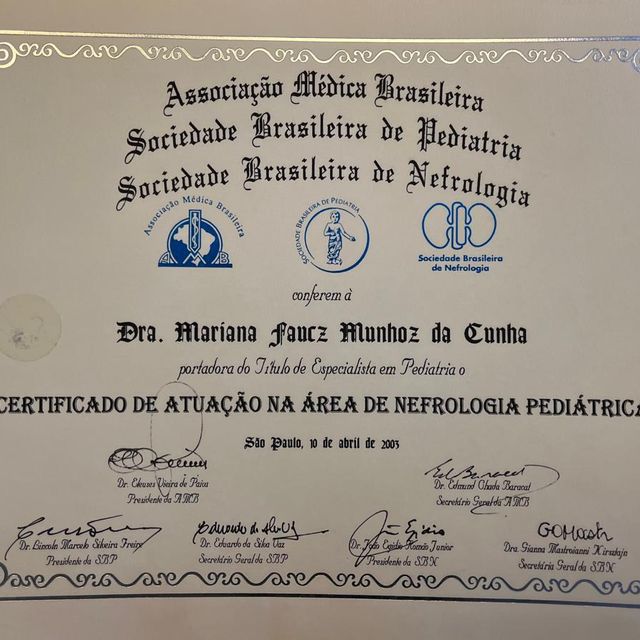 Associação Médica Brasileira
Sociedade Brasileira de Pediatria
Sociedade Brasileira de Nefrologia
Associação Médica Brasileira
AMB
SOCIEDADE BRASILEIRA DE PEDIATRIA
Sociedade Brasileira
de Nefrologia
conferem à
Dra. Mariana Faucz Munhoz da Cunha
portadora do Título de Especialista em Pediatria o
CERTIFICADO DE ATUAÇÃO NA ÁREA DE NEFROLOGIA PEDIÁTRICA
São Paulo, 10 de abril de 2003
Dr. Eleuses Vieira de Paiva
Presidente da AMB
Dr. Edmund Chada Baracat
Secretário Geral da AMB
Dr. Lincoln Marcelo Silveira Freire
Presidente da SBP
Dr. Eduardo da Silva Vaz
Secretário Geral da SBP
Dr. João Egidio Romão Junior
Presidente da SBN
Dra. Gianna Mastroianni Kirsztajn
Secretária Geral da SBN